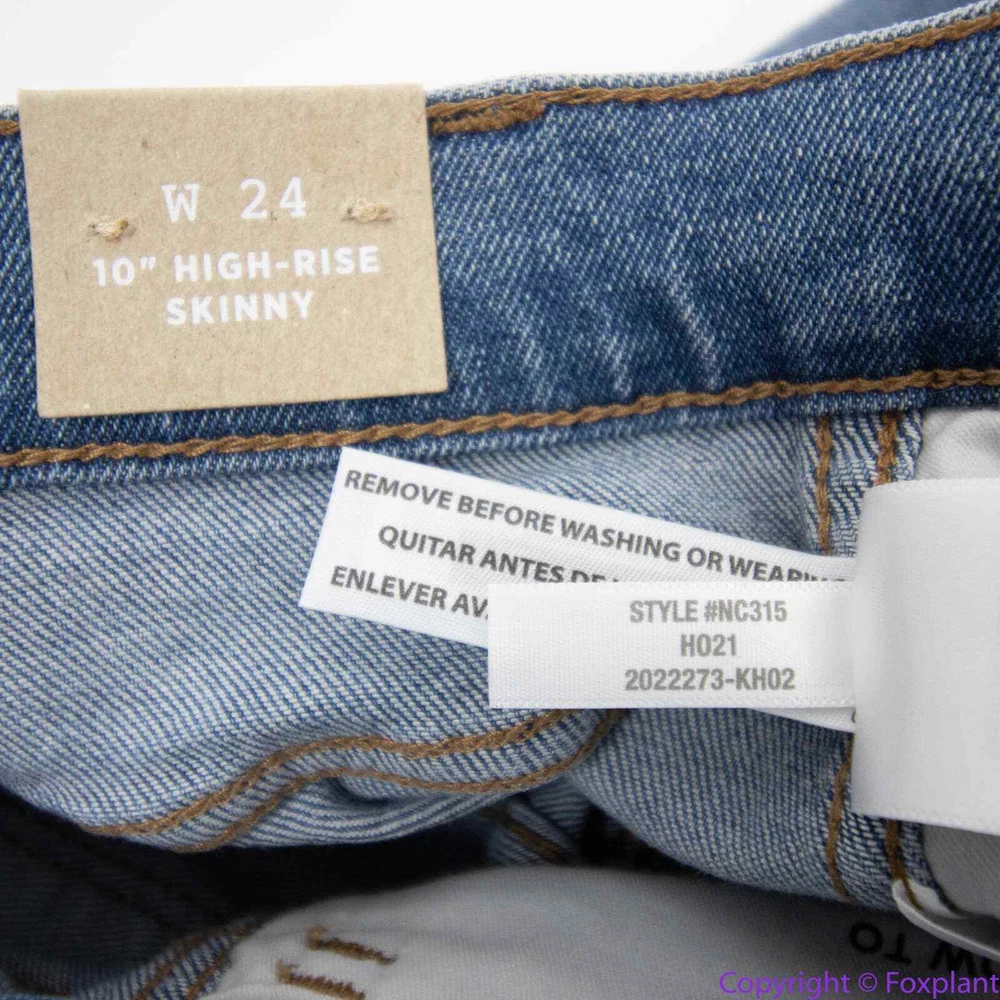 W 24
10" HIGH-RISE
SKINNY
REMOVE BEFORE WASHING OR
QUITAR ANTES
ENLEVER
STYLE #NC315
H021
2022273-KH02
TO
Copyright © Foxplant